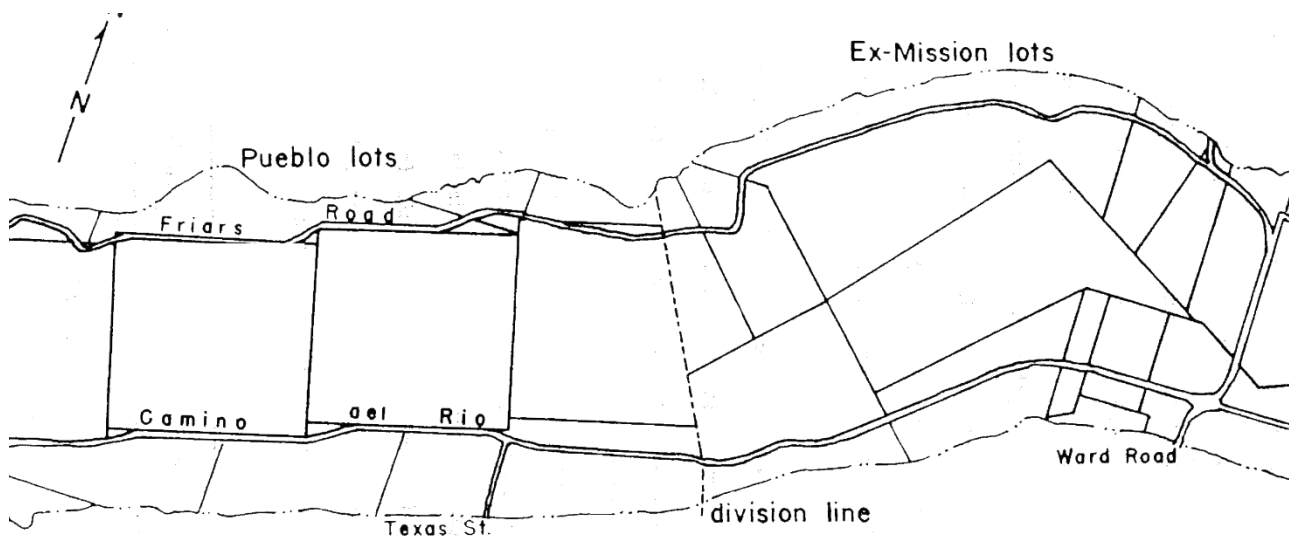 N
Ex-Mission lots
Pueblo lots
Friars Road
Camino ael Rio
Ward Road
Texas St.
division line